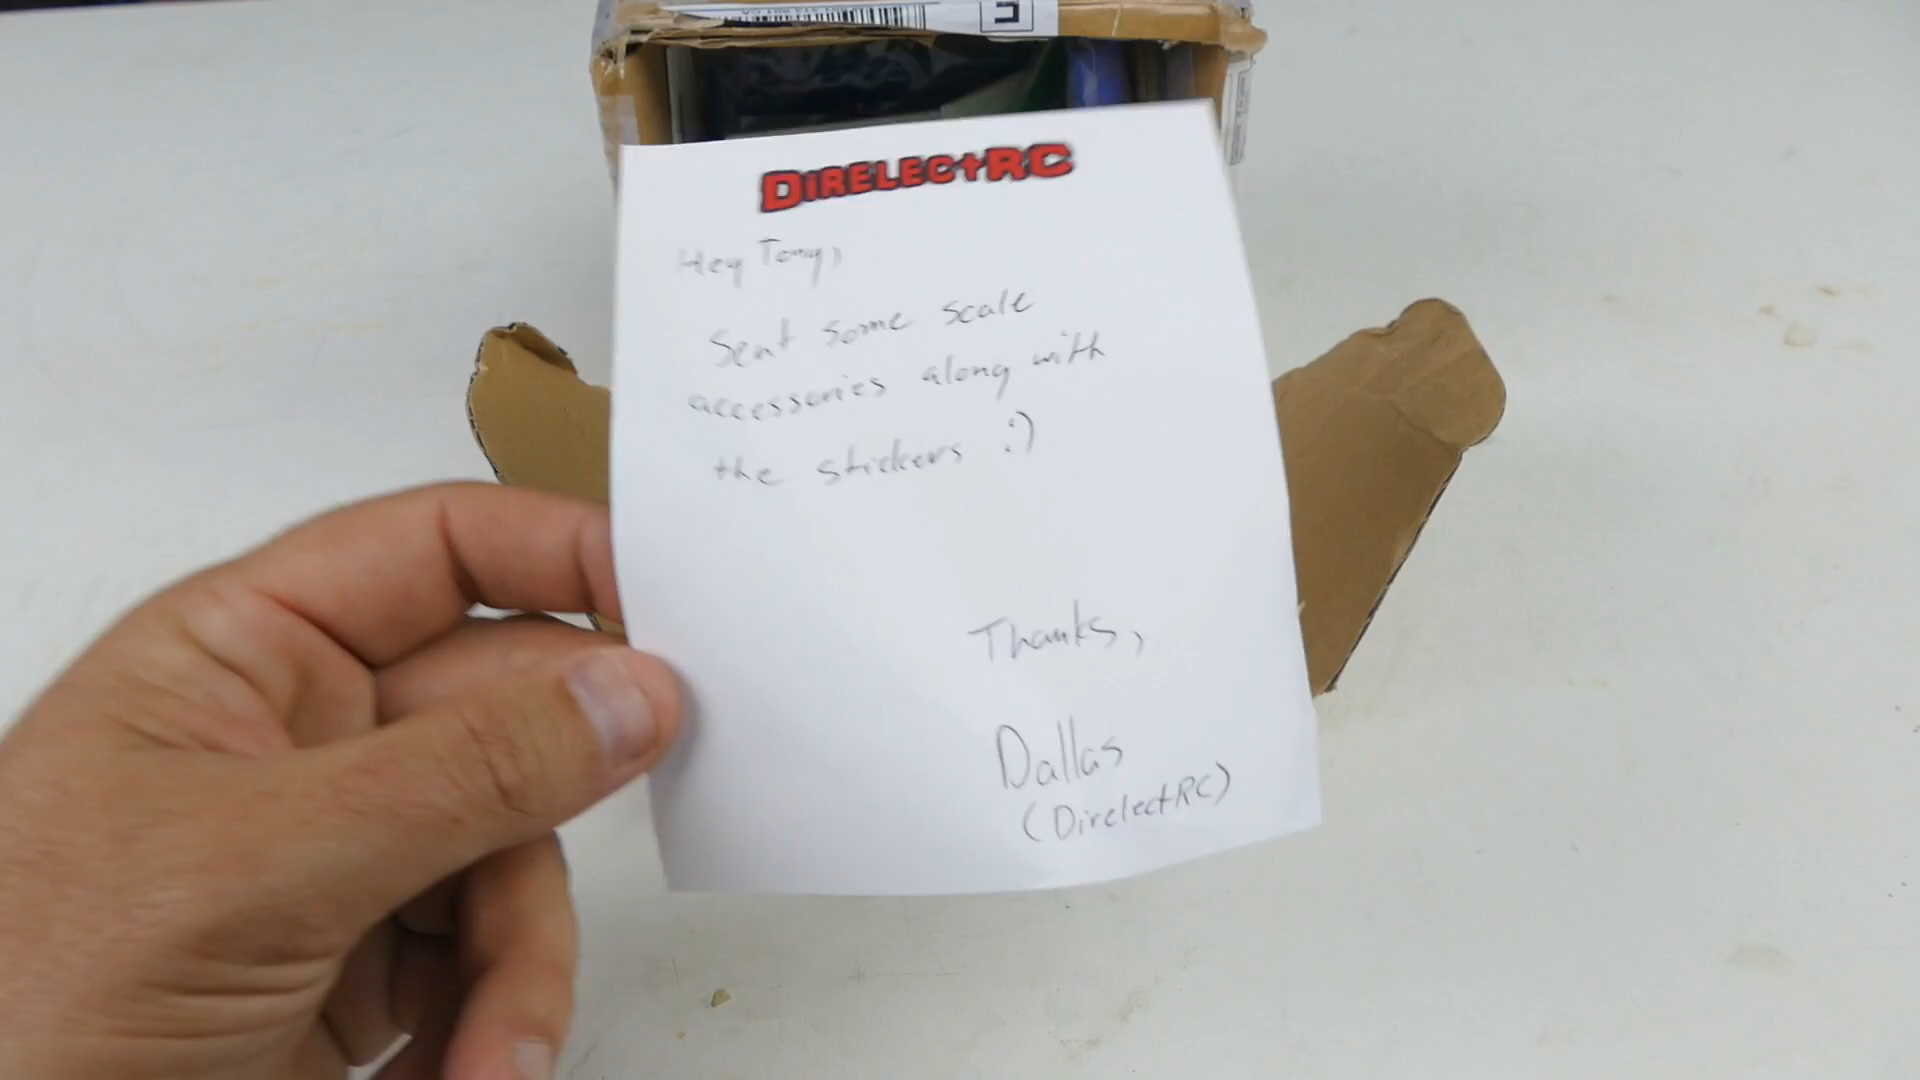 DiRELECtRC
Hey Tony,
Sent some scale
accessories along with
the stickers :)
Thanks,
Dallas
(DirelectRC)